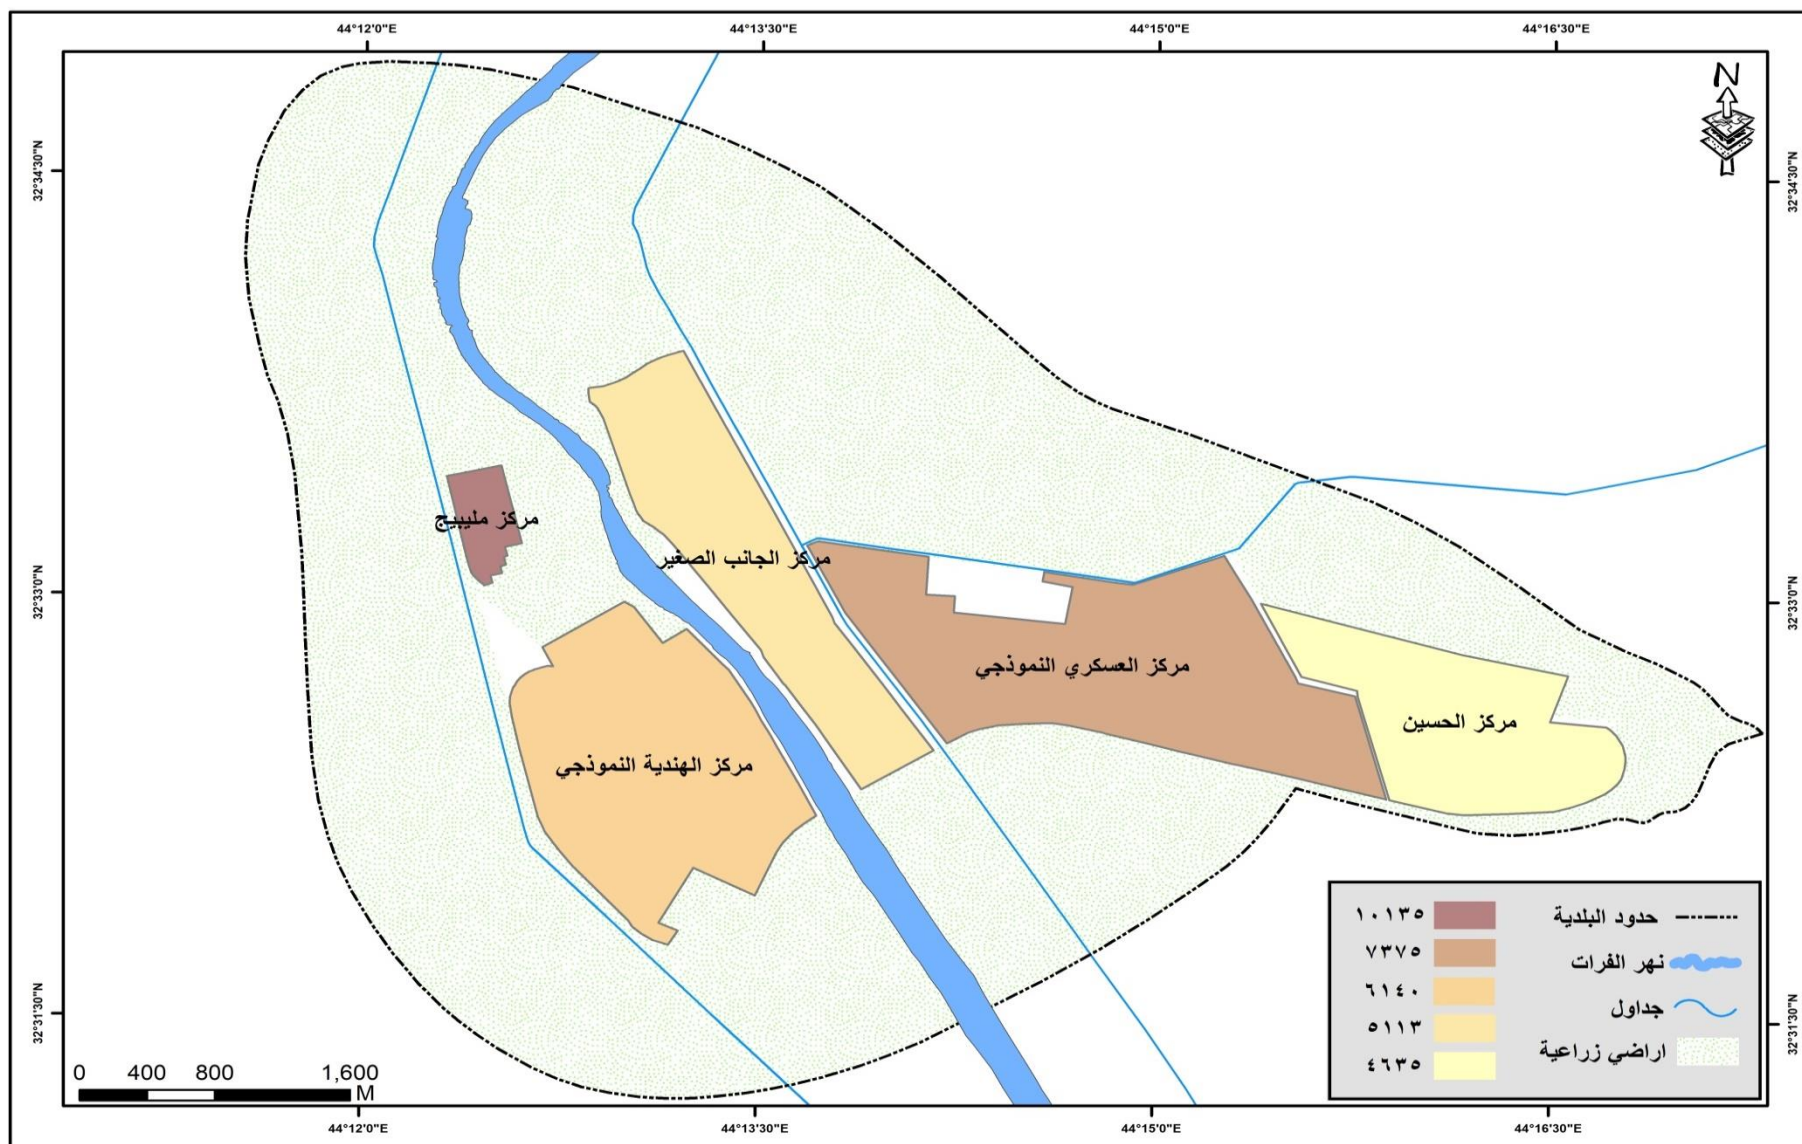 44°12'0"E
44°13'30"E
44°15'0"E
44°16'30"E
N
32°34'30"N
32°34'30"N
مركز مليبيج
مركز الجانب الصغير
32°33'0"N
32°33'0"N
مركز العسكري النموذجي
مركز الحسين
مركز الهندية النموذجي
حدود البلدية
١٠١٣٥
نهر الفرات
٧٣٧٥
جداول
٦١٤٠
٥١١٣
اراضي زراعية
٤٦٣٥
32°31'30"N
32°31'30"N
0 400 800 1,600
M
44°12'0"E
44°13'30"E
44°15'0"E
44°16'30"E